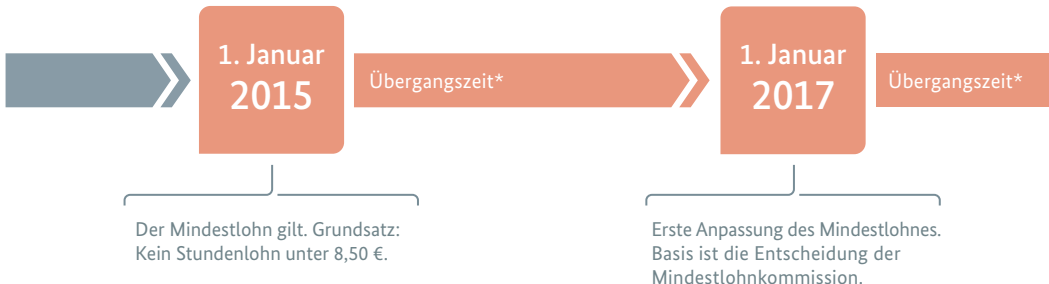 1. Januar
2015
Übergangszeit*
1. Januar
2017
Übergangszeit*
Der Mindestlohn gilt. Grundsatz:
Kein Stundenlohn unter 8,50 €.
Erste Anpassung des Mindestlohnes.
Basis ist die Entscheidung der
Mindestlohnkommission.